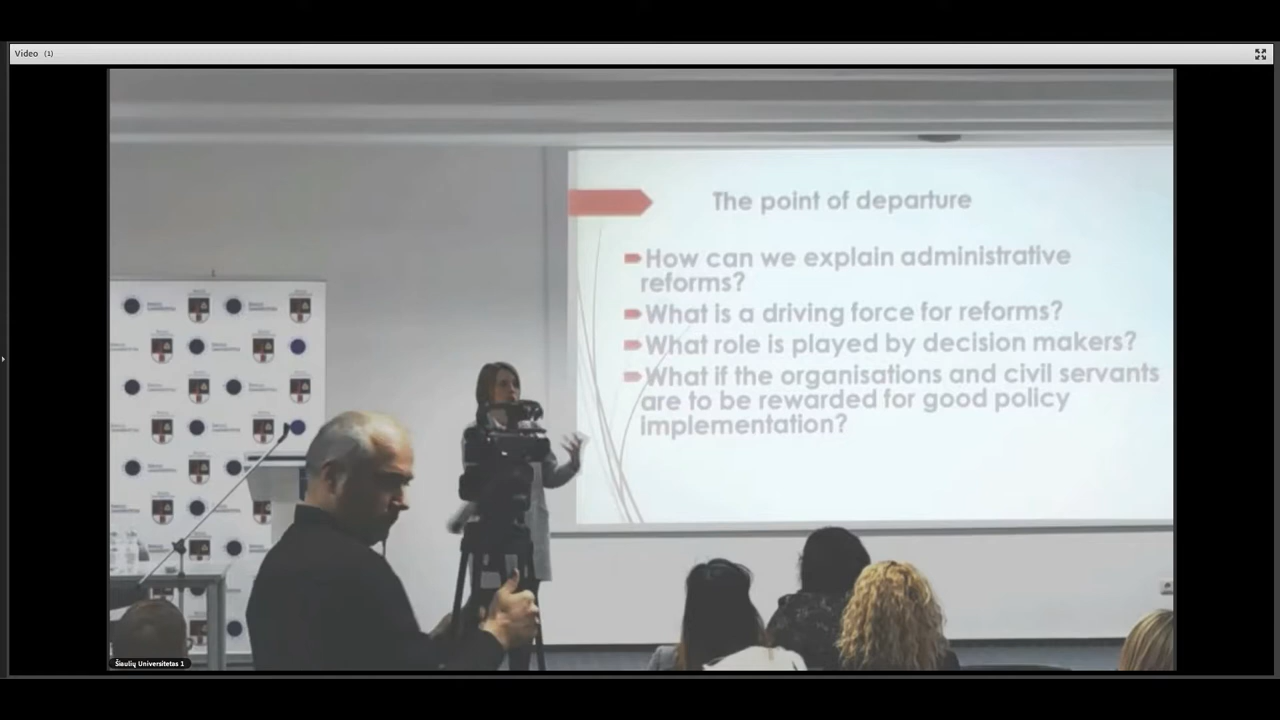 Video (1)
The point of departure
How can we explain administrative
reforms?
What is a driving force for reforms?
What role is played by decision makers?
What if the organisations and civil servants
are to be rewarded for good policy
implementation?
Šiaulių Universitetas 1